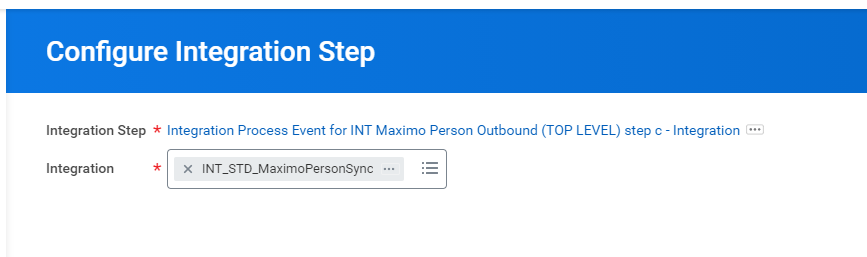 Configure Integration Step
Integration Step * Integration Process Event for INT Maximo Person Outbound (TOP LEVEL) step c - Integration
Integration * × INT_STD_MaximoPersonSync